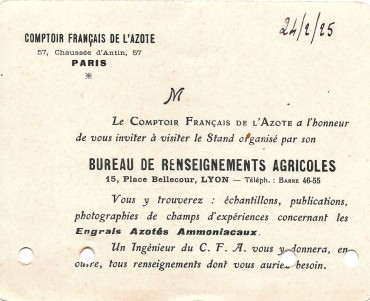 24/2/25
COMPTOIR FRANÇAIS DE L'AZOTE
57, Chaussée d'Antin, 57
PARIS
M
Le COMPTOIR FRANÇAIS DE L'AZOTE a l'honneur
de vous inviter à visiter le Stand organisé par son
BUREAU DE RENSEIGNEMENTS AGRICOLES
15, Place Bellecour, LYON — Téléph. : BARRE 46-55
Vous y trouverez : échantillons, publications,
photographies de champs d'expériences concernant les
Engrais Azotés Ammoniacaux.
Un Ingénieur du C. F. A. vous y donnera, en
outre, tous renseignements dont vous auriez besoin.